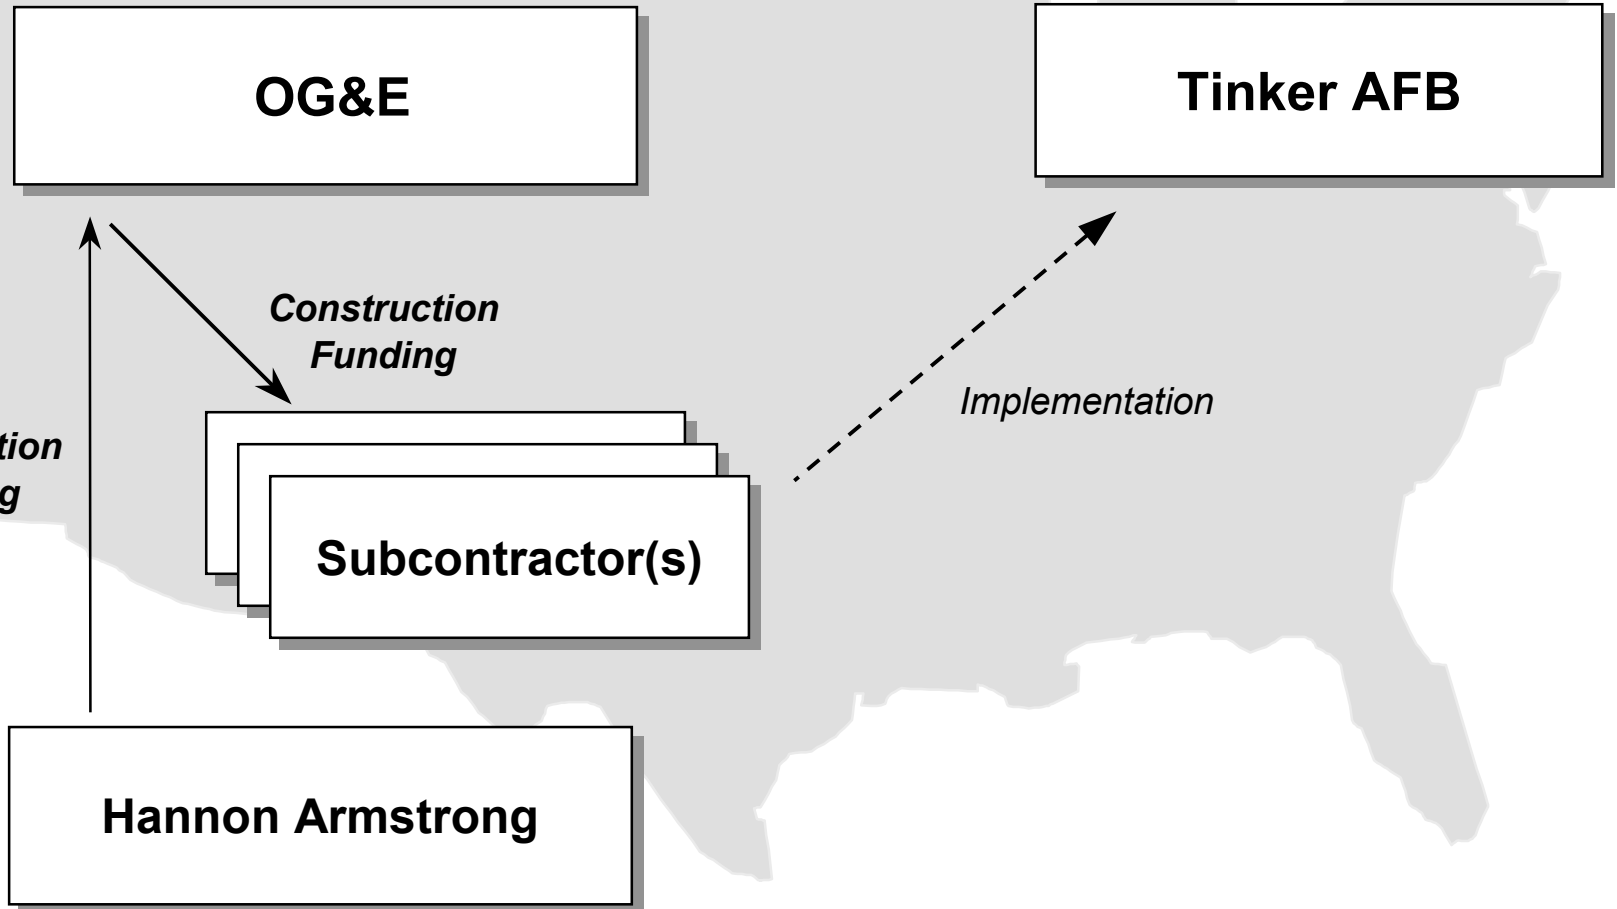 OG&E
Tinker AFB
Construction
Funding
Implementation
Subcontractor(s)
Hannon Armstrong